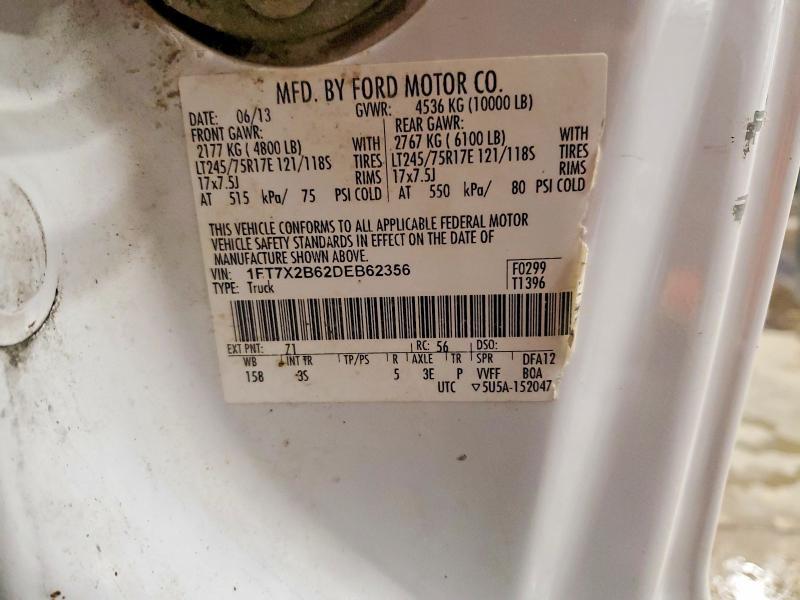 MFD. BY FORD MOTOR CO.
DATE: 06/13 GVWR: 4536 KG (10000 LB)
FRONT GAWR: REAR GAWR:
2177 KG ( 4800 LB) WITH 2767 KG ( 6100 LB) WITH
LT245/75R17E 121/118S TIRES LT245/75R17E 121/118S TIRES
17x7.5J RIMS 17x7.5J RIMS
AT 515 kPa/ 75 PSI COLD AT 550 kPa/ 80 PSI COLD
THIS VEHICLE CONFORMS TO ALL APPLICABLE FEDERAL MOTOR
VEHICLE SAFETY STANDARDS IN EFFECT ON THE DATE OF
MANUFACTURE SHOWN ABOVE.
VIN: 1FT7X2B62DEB62356 F0299
TYPE: Truck T1396
EXT PNT: Z1 RC: 56 DSO:
WB INT TR TP/PS R AXLE TR SPR DFA12
158 3S 5 3E P VVFF BOA
UTC ▽5U5A-152047